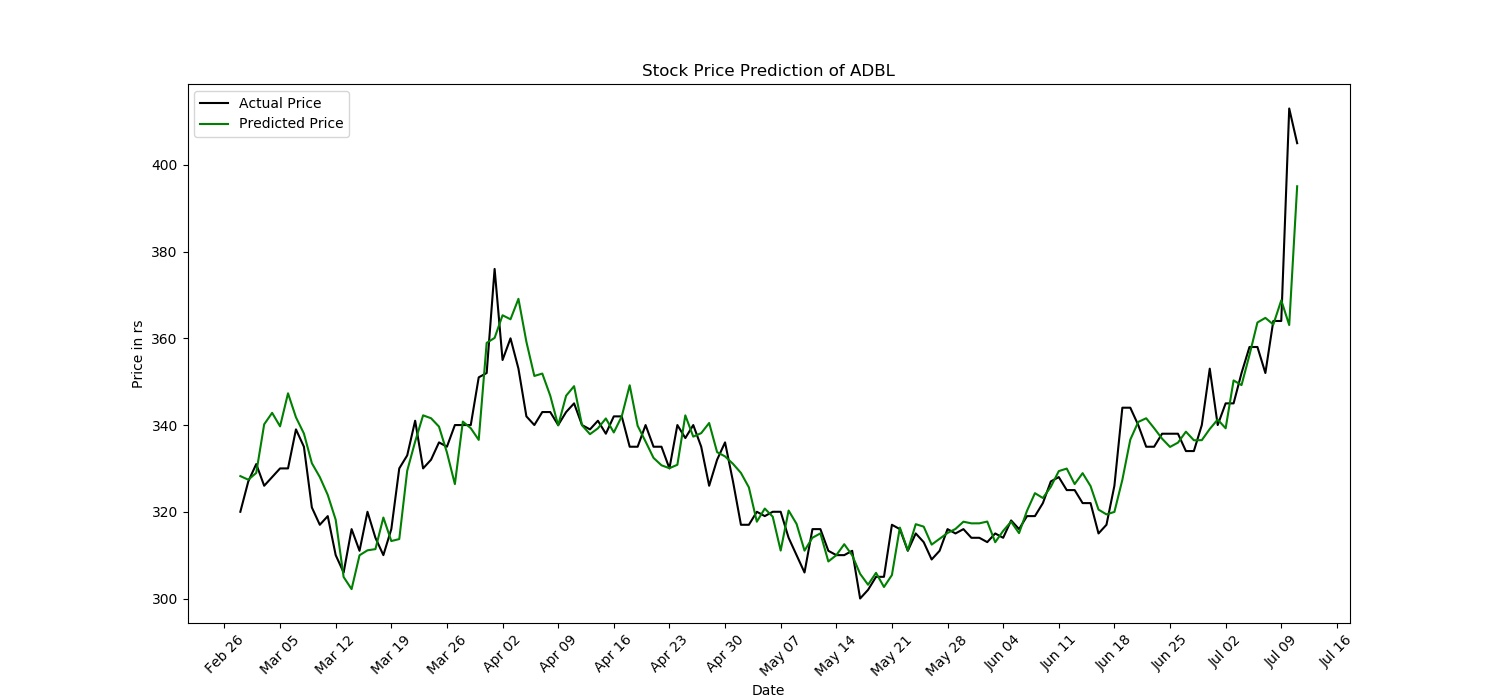 Stock Price Prediction of ADBL
Actual Price
Predicted Price
Price in rs
400
380
360
340
320
300
Feb 26
Mar 05
Mar 12
Mar 19
Mar 26
Apr 02
Apr 09
Apr 16
Apr 23
Apr 30
May 07
May 14
May 21
May 28
Jun 04
Jun 11
Jun 18
Jun 25
Jul 02
Jul 09
Jul 16
Date